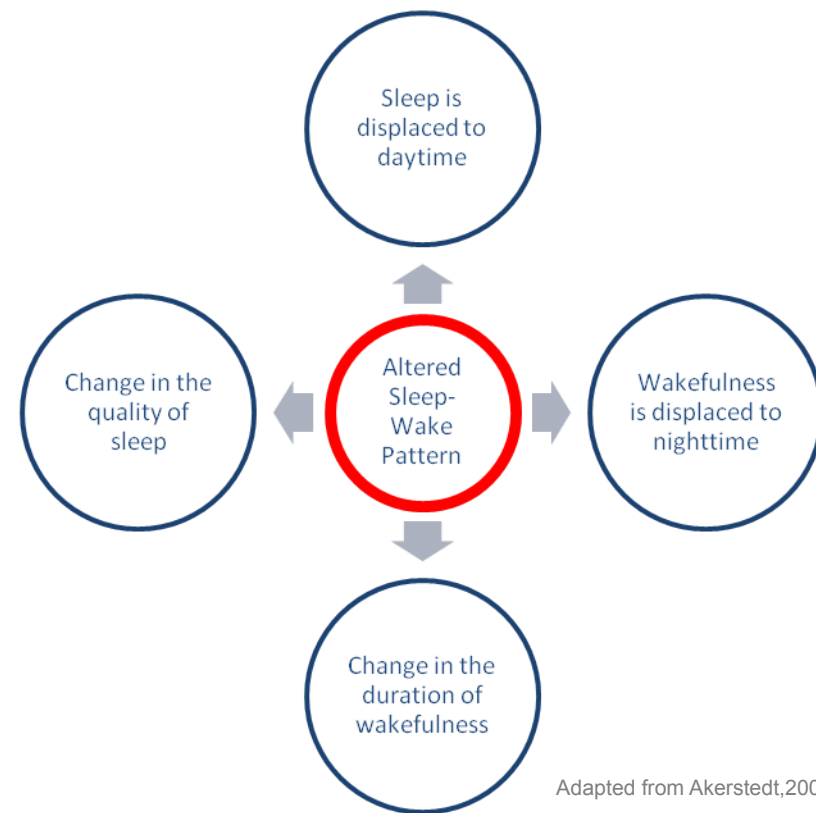 Sleep is
displaced to
daytime
Change in the
quality of
sleep
Altered
Sleep-
Wake
Pattern
Wakefulness
is displaced to
nighttime
Change in the
duration of
wakefulness
Adapted from Akerstedt,200